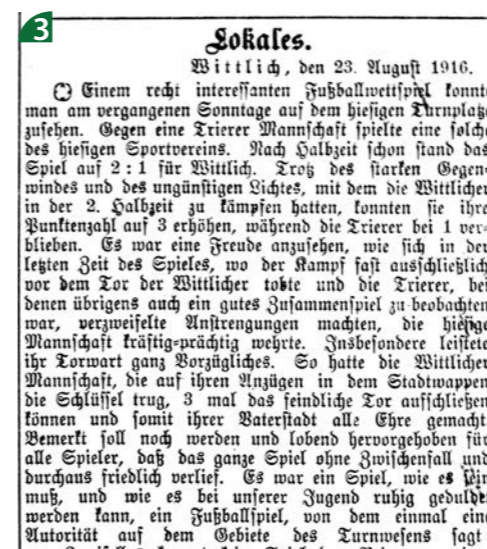 3
Lokales.
Wittlich, den 23. August 1916.
Einem recht interessanten Fußballwettspiel konnte
man am vergangenen Sonntage auf dem hiesigen Turnplatze
zusehen. Gegen eine Trierer Mannschaft spielte eine solche
des hiesigen Sportvereins. Nach Halbzeit schon stand das
Spiel auf 2 : 1 für Wittlich. Trotz des starken Gegen-
windes und des ungünstigen Lichtes, mit dem die Wittlicher
in der 2. Halbzeit zu kämpfen hatten, konnten sie ihre
Punktenzahl auf 3 erhöhen, während die Trierer bei 1 ver-
blieben. Es war eine Freude anzusehen, wie sich in der
letzten Zeit des Spieles, wo der Kampf fast ausschließlich
vor dem Tor der Wittlicher tobte und die Trierer, bei
denen übrigens auch ein gutes Zusammenspiel zu beobachten
war, verzweifelte Anstrengungen machten, die hiesige
Mannschaft kräftig-prächtig wehrte. Insbesondere leistete
ihr Torwart ganz Vorzügliches. So hatte die Wittlicher
Mannschaft, die auf ihren Anzügen in dem Stadtwappen
die Schlüssel trug, 3 mal das feindliche Tor aufschließen
können und somit ihrer Vaterstadt alle Ehre gemacht.
Bemerkt soll noch werden und lobend hervorgehoben für
alle Spieler, daß das ganze Spiel ohne Zwischenfall und
durchaus friedlich verlief. Es war ein Spiel, wie es sein
muß, und wie es bei unserer Jugend ruhig geduldet
werden kann, ein Fußballspiel, von dem einmal eine
Autorität auf dem Gebiete des Turnwesens sagt: